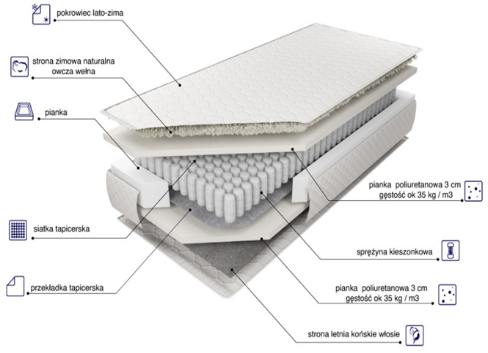 pokrowiec lato-zima
strona zimowa naturalna
owcza wełna
pianka
pianka poliuretanowa 3 cm
gęstość ok 35 kg / m3
siatka tapicerska
sprężyna kieszonkowa
przekładka tapicerska
pianka poliuretanowa 3 cm
gęstość ok 35 kg / m3
strona letnia końskie włosie